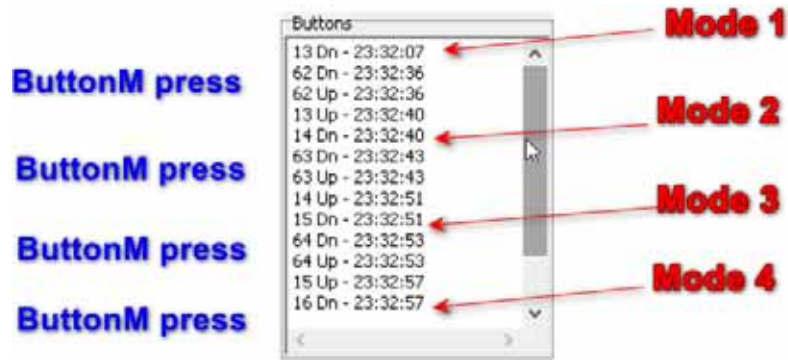 Buttons
Mode 1
13 Dn - 23:32:07
62 Dn - 23:32:36
ButtonM press
62 Up - 23:32:36
13 Up - 23:32:40
Mode 2
14 Dn - 23:32:40
63 Dn - 23:32:43
ButtonM press
63 Up - 23:32:43
14 Up - 23:32:51
Mode 3
15 Dn - 23:32:51
64 Dn - 23:32:53
ButtonM press
64 Up - 23:32:53
15 Up - 23:32:57
Mode 4
16 Dn - 23:32:57
ButtonM press